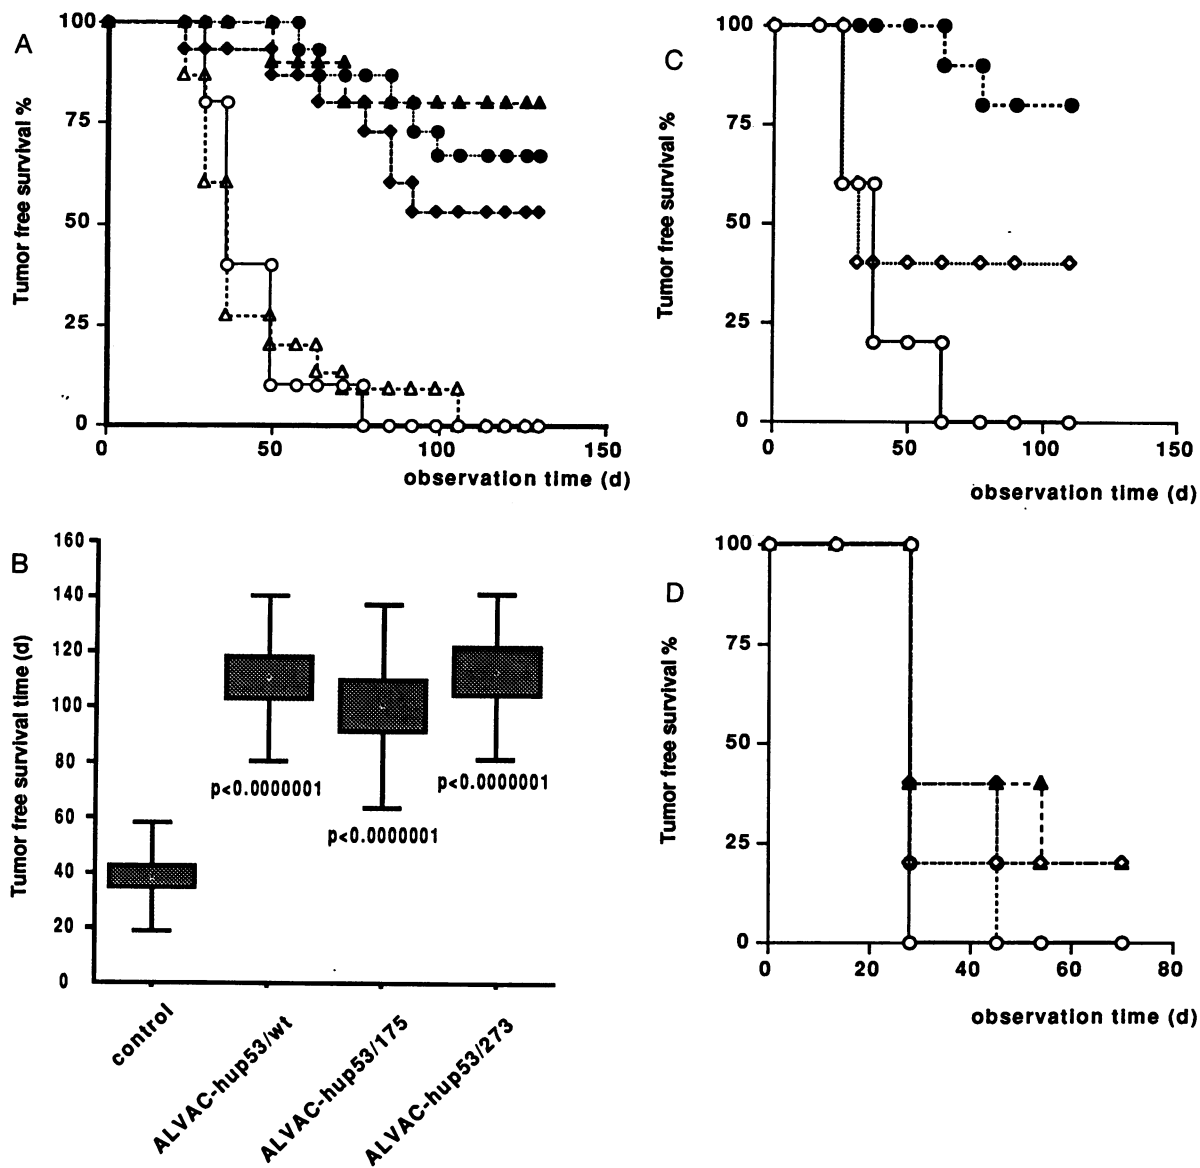 A
Tumor free survival %
100
75
50
25
0
0 50 100 150
observation time (d)
C
Tumor free survival %
100
75
50
25
0
0 50 100 150
observation time (d)
B
Tumor free survival time (d)
160
140
120
100
80
60
40
20
0
p<0.0000001
p<0.0000001
p<0.0000001
control
ALVAC-hup53/wt
ALVAC-hup53/175
ALVAC-hup53/273
D
Tumor free survival %
100
75
50
25
0
0 20 40 60 80
observation time (d)